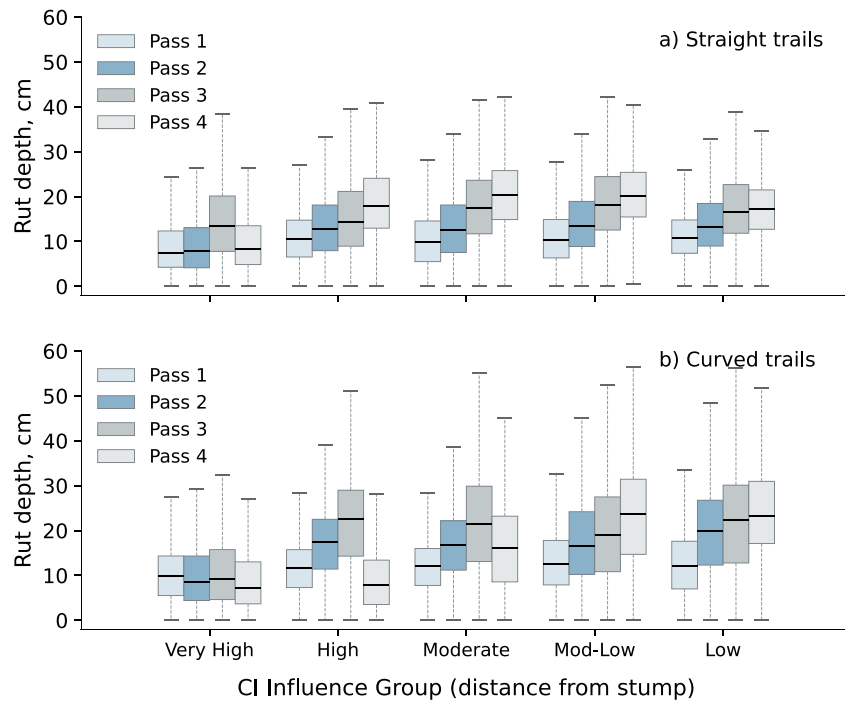 60
50
40
30
20
10
0
Rut depth, cm
a) Straight trails
Pass 1
Pass 2
Pass 3
Pass 4
60
50
40
30
20
10
0
Rut depth, cm
b) Curved trails
Pass 1
Pass 2
Pass 3
Pass 4
Very High High Moderate Mod-Low Low
CI Influence Group (distance from stump)